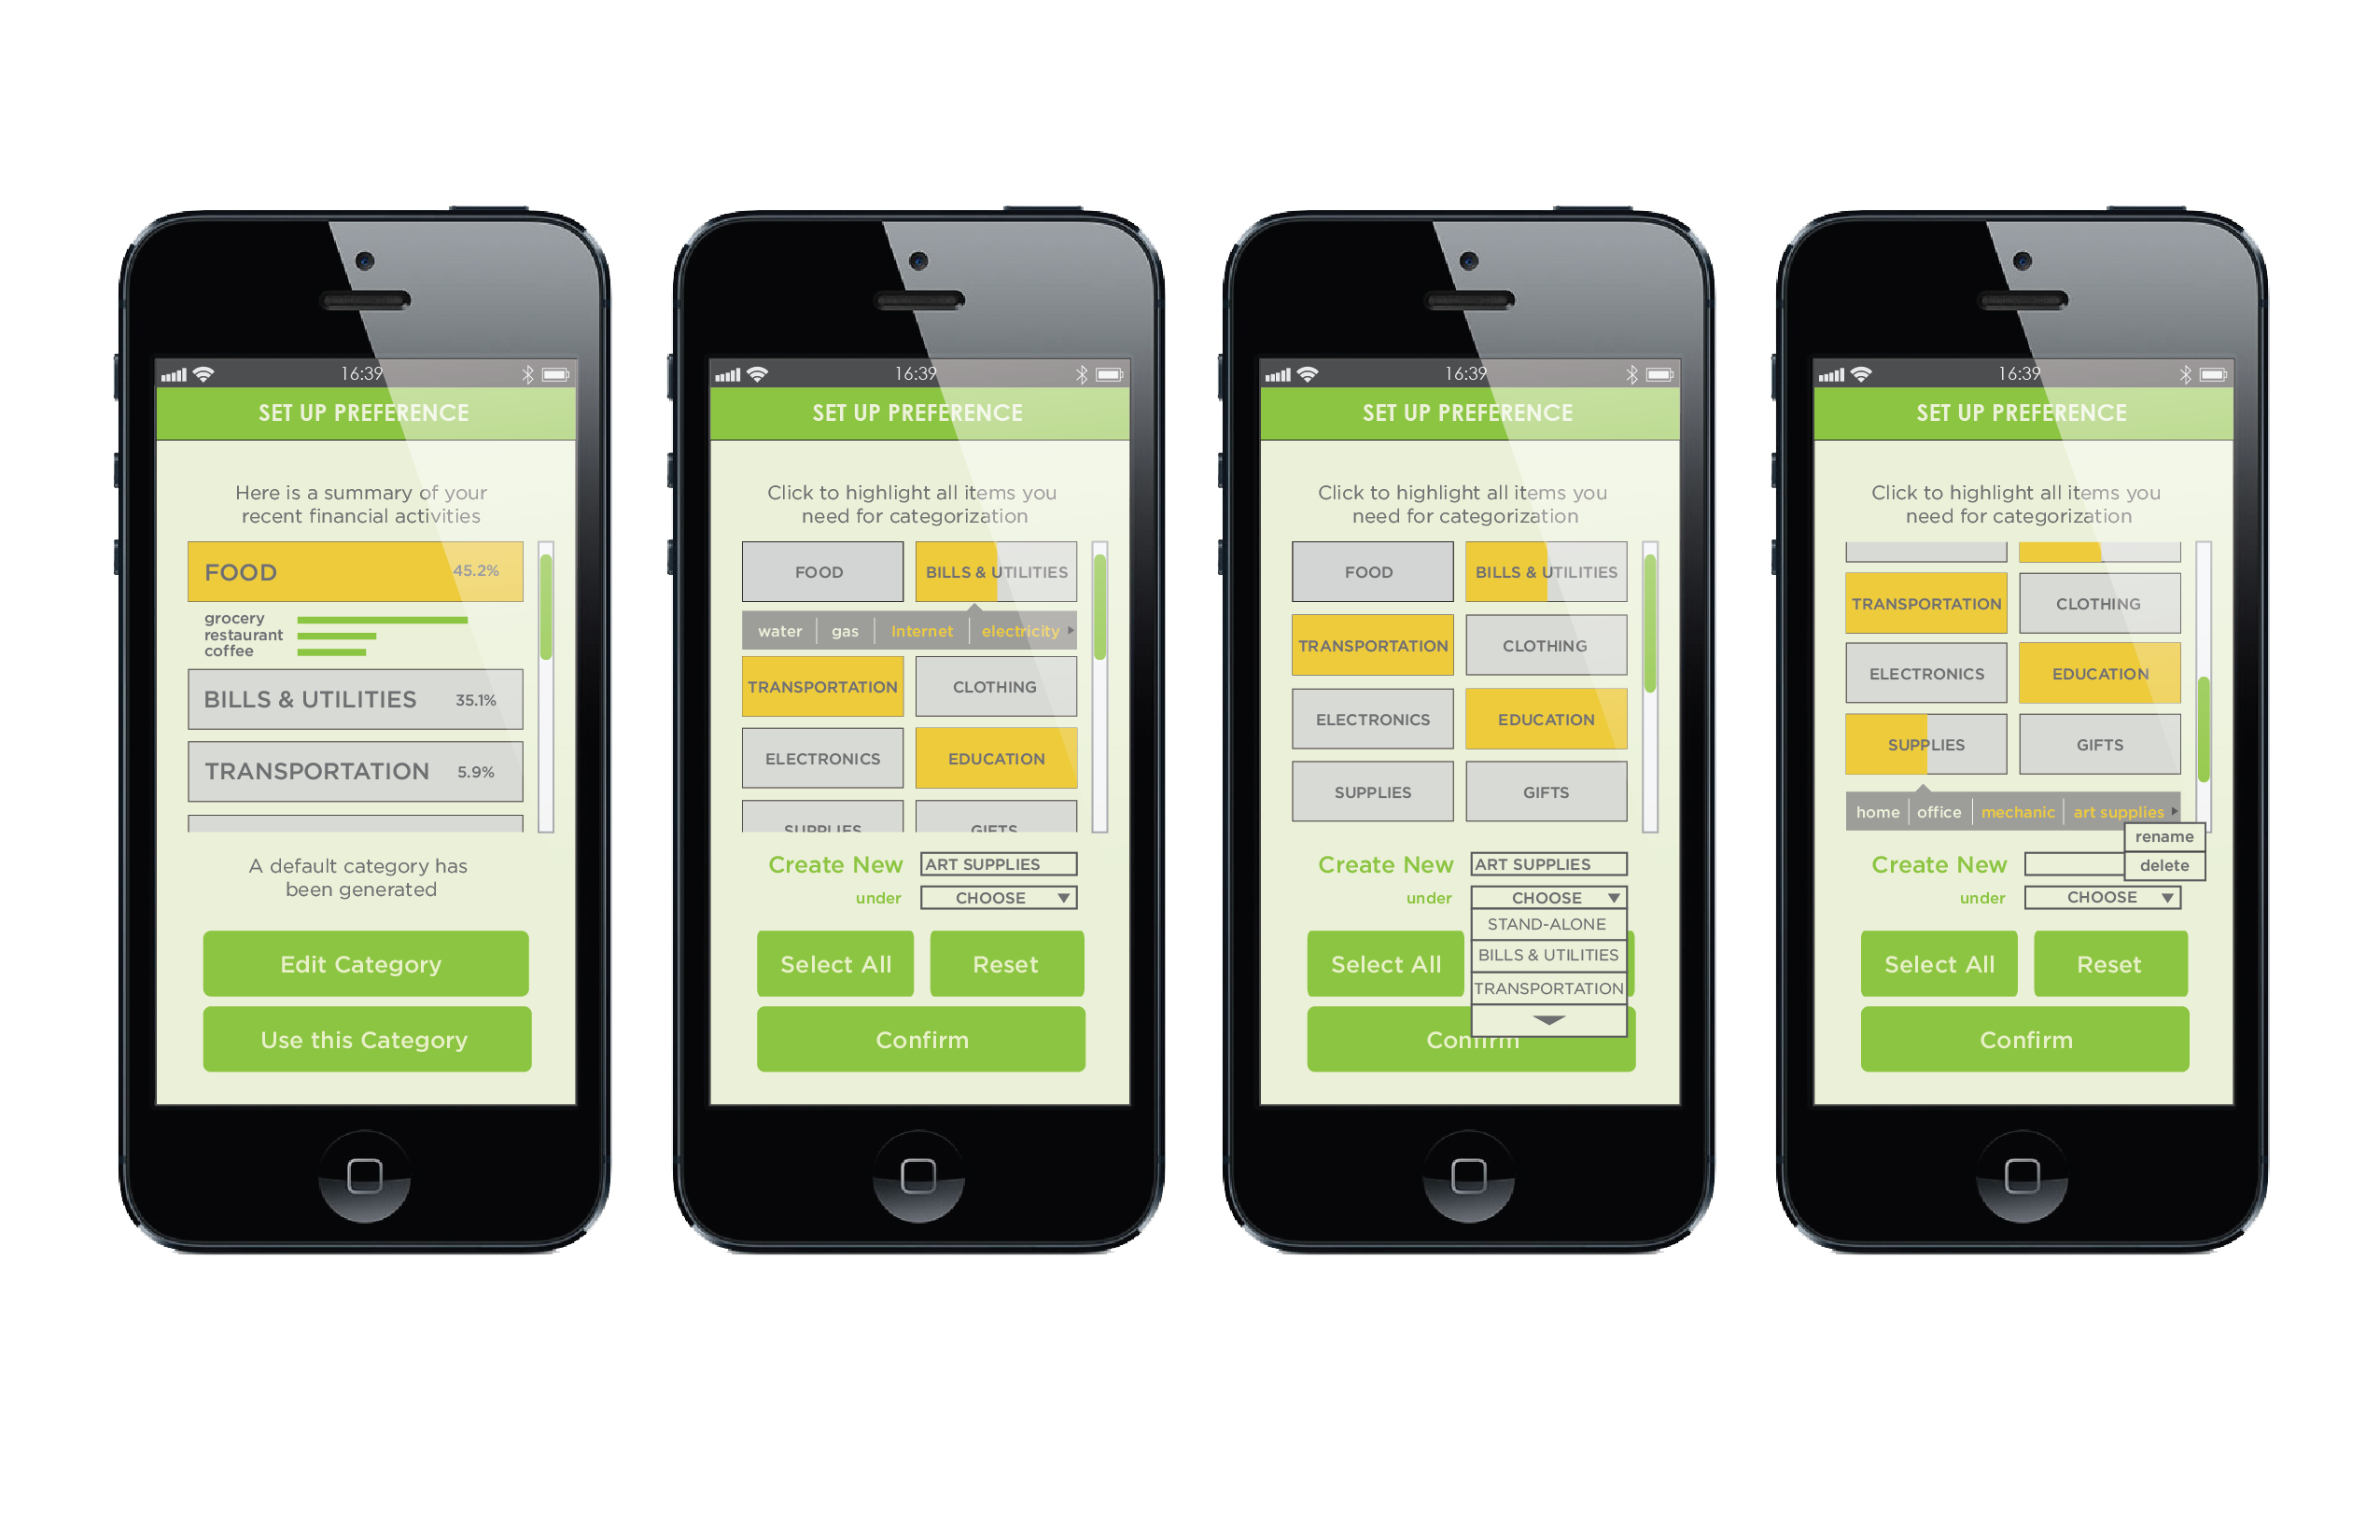 16:39
SET UP PREFERENCE
Here is a summary of your
recent financial activities
FOOD 45.2%
grocery
restaurant
coffee
BILLS & UTILITIES 35.1%
TRANSPORTATION 5.9%
A default category has
been generated
Edit Category
Use this Category
16:39
SET UP PREFERENCE
Click to highlight all items you
need for categorization
FOOD BILLS & UTILITIES
water gas Internet electricity
TRANSPORTATION CLOTHING
ELECTRONICS EDUCATION
SUPPLIES GIFTS
Create New ART SUPPLIES
under CHOOSE
Select All Reset
Confirm
16:39
SET UP PREFERENCE
Click to highlight all items you
need for categorization
FOOD BILLS & UTILITIES
TRANSPORTATION CLOTHING
ELECTRONICS EDUCATION
SUPPLIES GIFTS
Create New ART SUPPLIES
under CHOOSE
STAND-ALONE
BILLS & UTILITIES
Select All
TRANSPORTATION
Confirm
16:39
SET UP PREFERENCE
Click to highlight all items you
need for categorization
TRANSPORTATION CLOTHING
ELECTRONICS EDUCATION
SUPPLIES GIFTS
home office mechanic art supplies
rename
delete
Create New
under CHOOSE
Select All Reset
Confirm